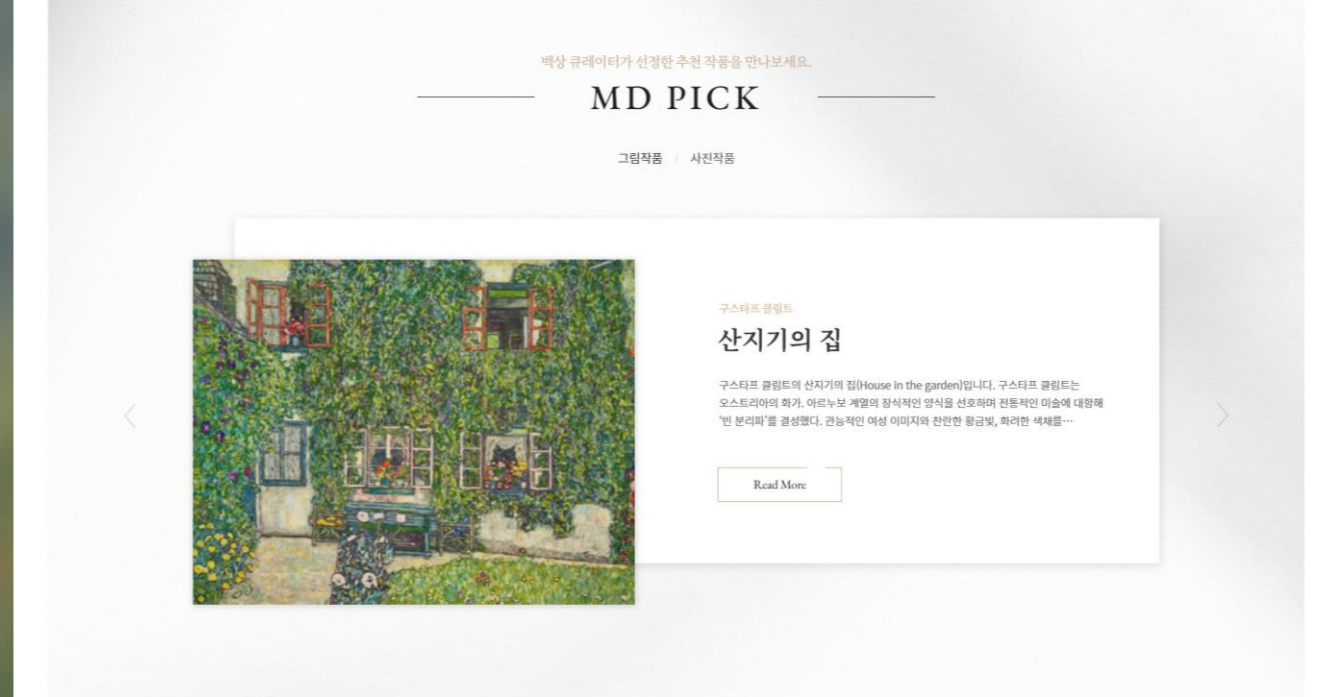 백상 큐레이터가 선정한 추천 작품을 만나보세요.
MD PICK
그림작품 | 사진작품
구스타프 클림트
산지기의 집
구스타프 클림트의 산지기의 집(House in the garden)입니다. 구스타프 클림트는
오스트리아의 화가. 아르누보 계열의 장식적인 양식을 선호하며 전통적인 미술에 대항해
‘빈 분리파’를 결성했다. 관능적인 여성 이미지와 찬란한 황금빛, 화려한 색채를…
Read More